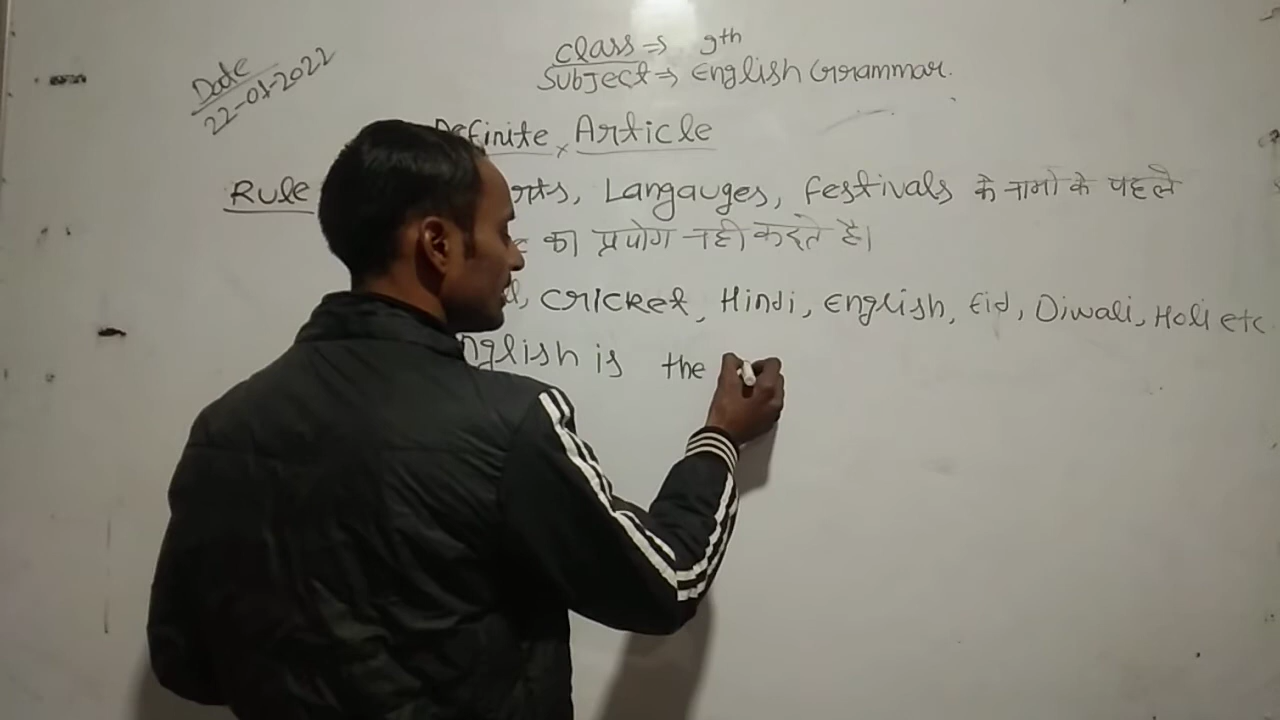 Date
22-01-2022
Class ⇒ 9th
Subject ⇒ English Grammar.
Definite × Article
Rule Langauges, Festivals के नामो के पहले
का प्रयोग नही करते है।
Cricket, Hindi, English, Eid, Diwali, Holi etc
English is the